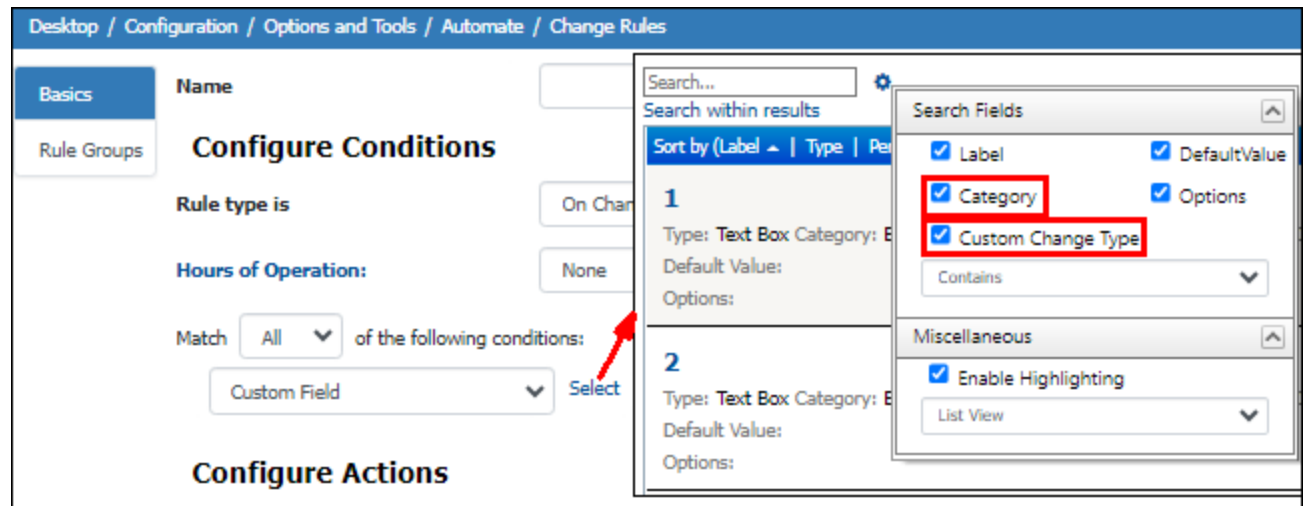 Desktop / Configuration / Options and Tools / Automate / Change Rules
Basics
Rule Groups
Name
Configure Conditions
Rule type is
On Chan
Hours of Operation:
None
Match All of the following conditions:
Custom Field Select
Configure Actions
Search...
Search within results
Sort by (Label | Type | Per
1
Type: Text Box Category: E
Default Value:
Options:
2
Type: Text Box Category: E
Default Value:
Options:
Search Fields
Label DefaultValue
Category Options
Custom Change Type
Contains
Miscellaneous
Enable Highlighting
List View